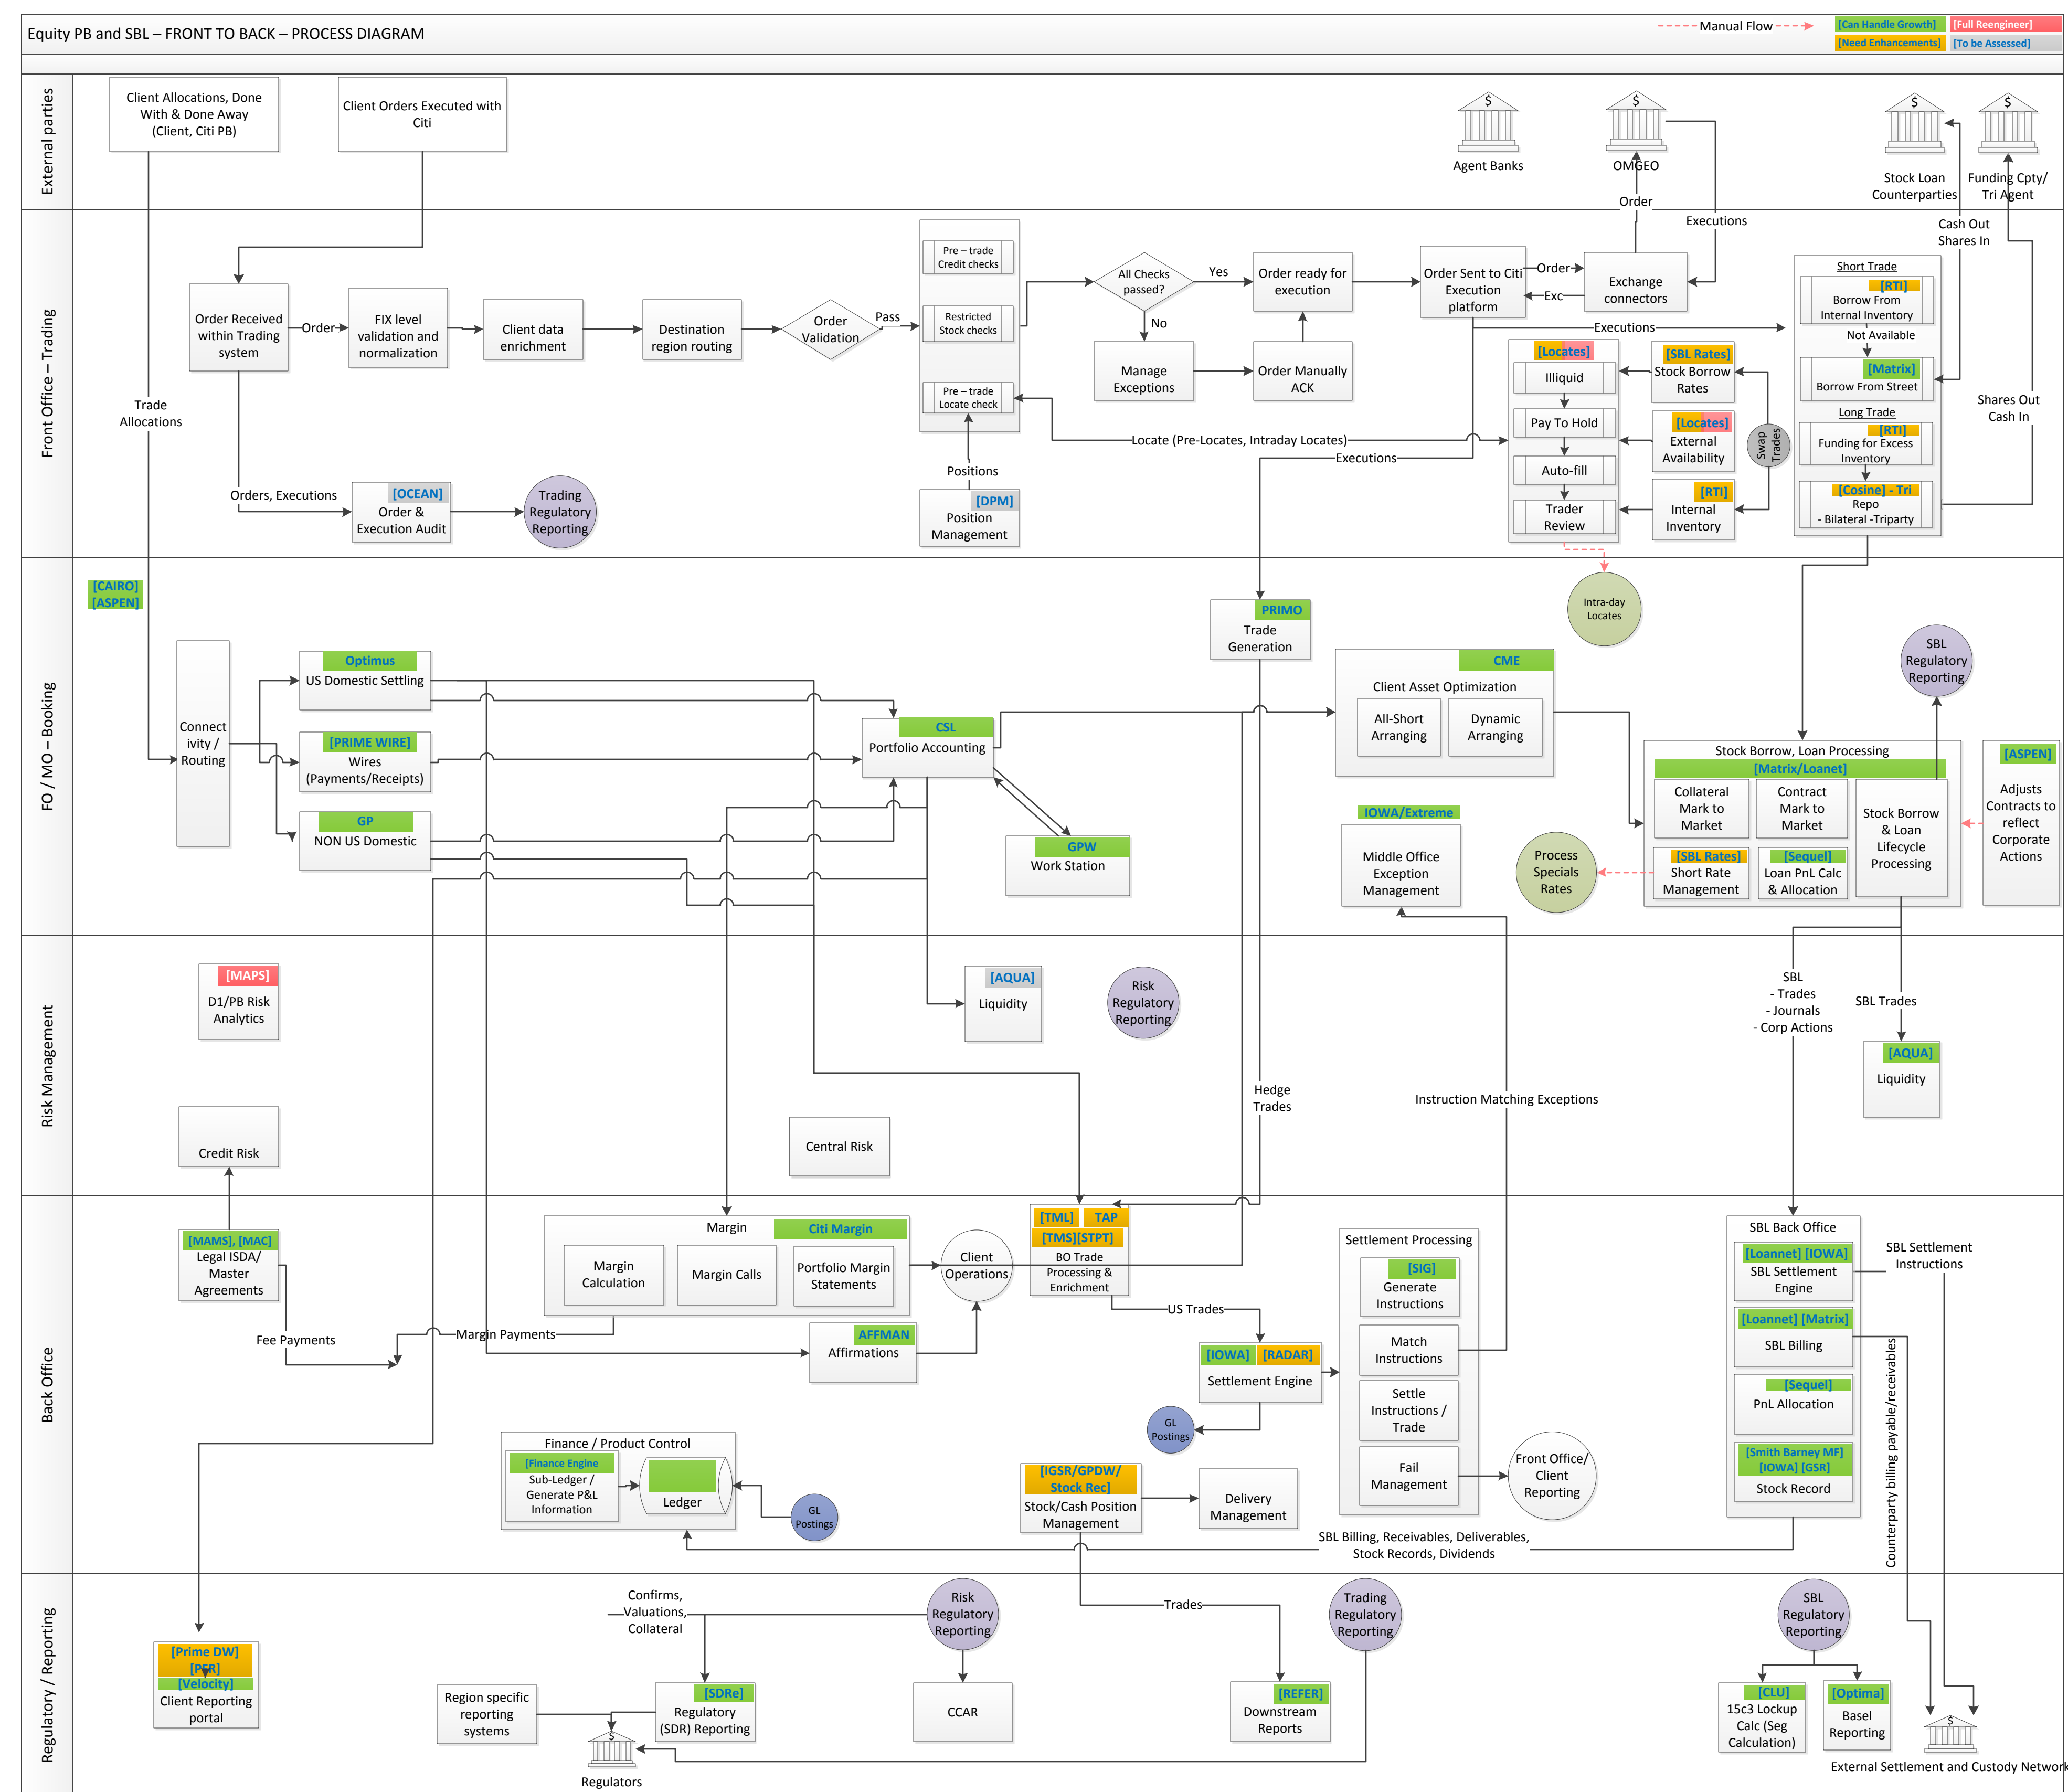 Equity PB and SBL – FRONT TO BACK – PROCESS DIAGRAM
Manual Flow
[Can Handle Growth]
[Full Reengineer]
[Need Enhancements]
[To be Assessed]
External parties
Client Allocations, Done
With & Done Away
(Client, Citi PB)
Client Orders Executed with
Citi
$
Agent Banks
$
OMGEO
$
Stock Loan
Counterparties
$
Funding Cpty/
Tri Agent
Order
Executions
Cash Out
Shares In
Shares Out
Cash In
Front Office – Trading
Order Received
within Trading
system
Order
FIX level
validation and
normalization
Client data
enrichment
Destination
region routing
Order
Validation
Pass
Pre – trade
Credit checks
Restricted
Stock checks
Pre – trade
Locate check
All Checks
passed?
Yes
No
Order ready for
execution
Manage
Exceptions
Order Manually
ACK
Order Sent to Citi
Execution
platform
Order
Exc
Exchange
connectors
Executions
Short Trade
[RTI]
Borrow From
Internal Inventory
Not Available
[Matrix]
Borrow From Street
Long Trade
[RTI]
Funding for Excess
Inventory
[Cosine] - Tri
Repo
- Bilateral -Triparty
[Locates]
Illiquid
Pay To Hold
Auto-fill
Trader
Review
[SBL Rates]
Stock Borrow
Rates
[Locates]
External
Availability
[RTI]
Internal
Inventory
Swap
Trades
Trade
Allocations
Locate (Pre-Locates, Intraday Locates)
Executions
Positions
[DPM]
Position
Management
Orders, Executions
[OCEAN]
Order &
Execution Audit
Trading
Regulatory
Reporting
FO / MO – Booking
[CAIRO]
[ASPEN]
Connect
ivity /
Routing
Optimus
US Domestic Settling
[PRIME WIRE]
Wires
(Payments/Receipts)
GP
NON US Domestic
CSL
Portfolio Accounting
GPW
Work Station
PRIMO
Trade
Generation
Intra-day
Locates
CME
Client Asset Optimization
All-Short
Arranging
Dynamic
Arranging
IOWA/Extreme
Middle Office
Exception
Management
Process
Specials
Rates
SBL
Regulatory
Reporting
Stock Borrow, Loan Processing
[Matrix/Loanet]
Collateral
Mark to
Market
Contract
Mark to
Market
Stock Borrow
& Loan
Lifecycle
Processing
[SBL Rates]
Short Rate
Management
[Sequel]
Loan PnL Calc
& Allocation
[ASPEN]
Adjusts
Contracts to
reflect
Corporate
Actions
Risk Management
[MAPS]
D1/PB Risk
Analytics
Credit Risk
[AQUA]
Liquidity
Risk
Regulatory
Reporting
Central Risk
Hedge
Trades
Instruction Matching Exceptions
SBL
- Trades
- Journals
- Corp Actions
SBL Trades
[AQUA]
Liquidity
Back Office
[MAMS], [MAC]
Legal ISDA/
Master
Agreements
Fee Payments
Margin Payments
Margin
Citi Margin
Margin
Calculation
Margin Calls
Portfolio Margin
Statements
Client
Operations
AFFMAN
Affirmations
[TML]
TAP
[TMS][STPT]
BO Trade
Processing &
Enrichment
US Trades
[IOWA]
[RADAR]
Settlement Engine
GL
Postings
Settlement Processing
[SIG]
Generate
Instructions
Match
Instructions
Settle
Instructions /
Trade
Fail
Management
Front Office/
Client
Reporting
SBL Back Office
[Loannet] [IOWA]
SBL Settlement
Engine
[Loannet] [Matrix]
SBL Billing
[Sequel]
PnL Allocation
[Smith Barney MF]
[IOWA] [GSR]
Stock Record
SBL Settlement
Instructions
Counterparty billing payable/receivables
Finance / Product Control
[Finance Engine
Sub-Ledger /
Generate P&L
Information
Ledger
GL
Postings
[IGSR/GPDW/
Stock Rec]
Stock/Cash Position
Management
Delivery
Management
SBL Billing, Receivables, Deliverables,
Stock Records, Dividends
Regulatory / Reporting
[Prime DW]
[PER]
[Velocity]
Client Reporting
portal
Confirms,
Valuations,
Collateral
Region specific
reporting
systems
[SDRe]
Regulatory
(SDR) Reporting
$
Regulators
Risk
Regulatory
Reporting
CCAR
Trades
[REFER]
Downstream
Reports
Trading
Regulatory
Reporting
SBL
Regulatory
Reporting
[CLU]
15c3 Lockup
Calc (Seg
Calculation)
[Optima]
Basel
Reporting
$
External Settlement and Custody Network